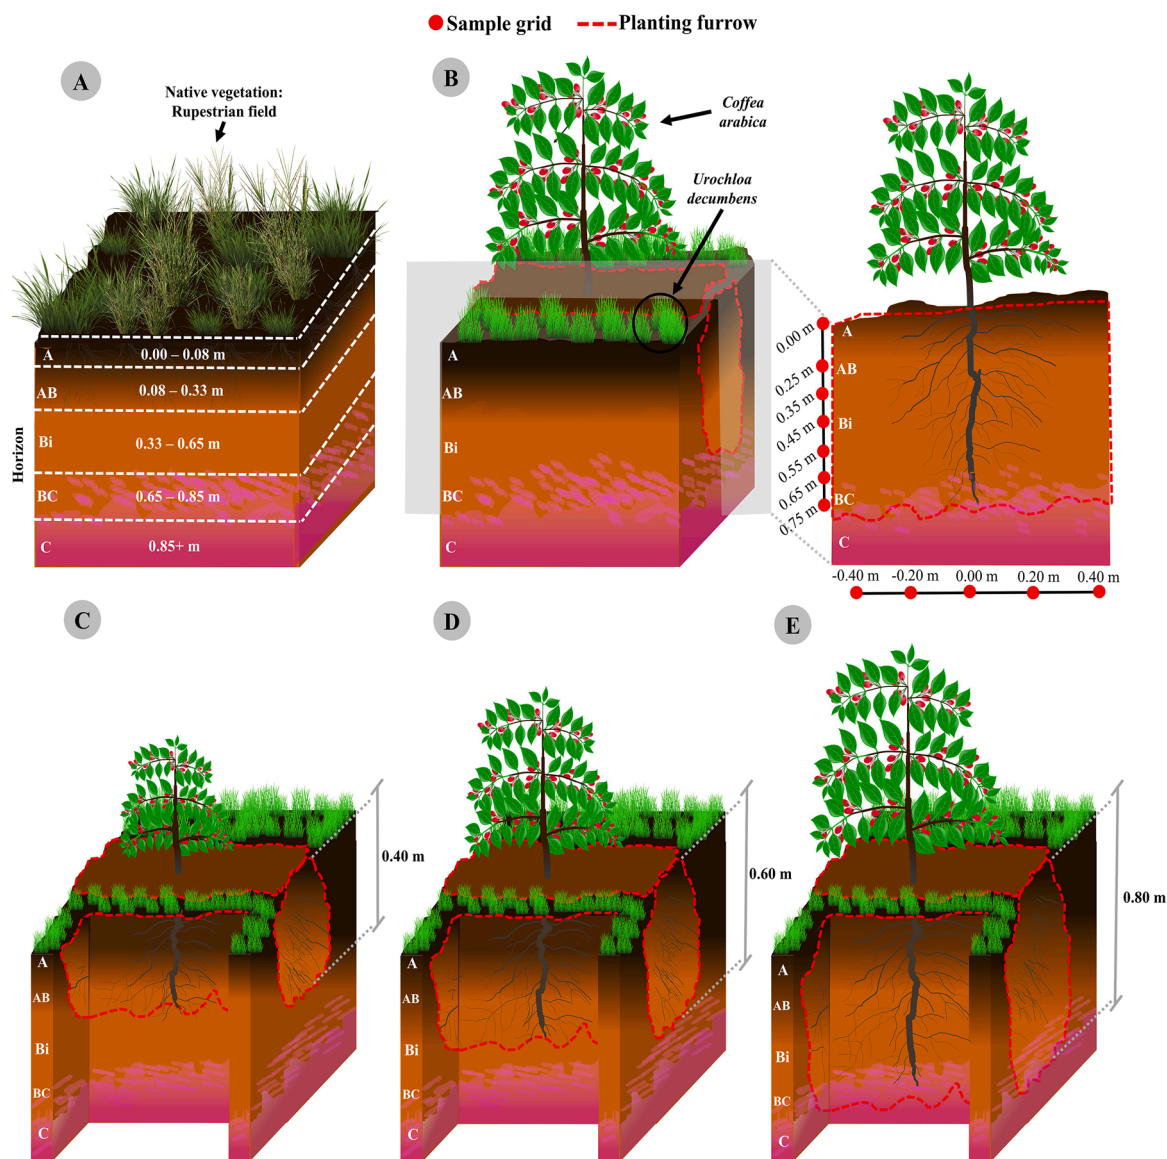 Sample grid
Planting furrow
A
Native vegetation:
Rupestrian field
Horizon
A
0.00 – 0.08 m
AB
0.08 – 0.33 m
Bi
0.33 – 0.65 m
BC
0.65 – 0.85 m
C
0.85+ m
B
Coffea
arabica
Urochloa
decumbens
A
AB
Bi
BC
C
0.00 m
0.25 m
0.35 m
0.45 m
0.55 m
0.65 m
0.75 m
A
AB
Bi
BC
C
-0.40 m
-0.20 m
0.00 m
0.20 m
0.40 m
C
0.40 m
A
AB
Bi
BC
C
D
0.60 m
A
AB
Bi
BC
C
E
0.80 m
A
AB
Bi
BC
C